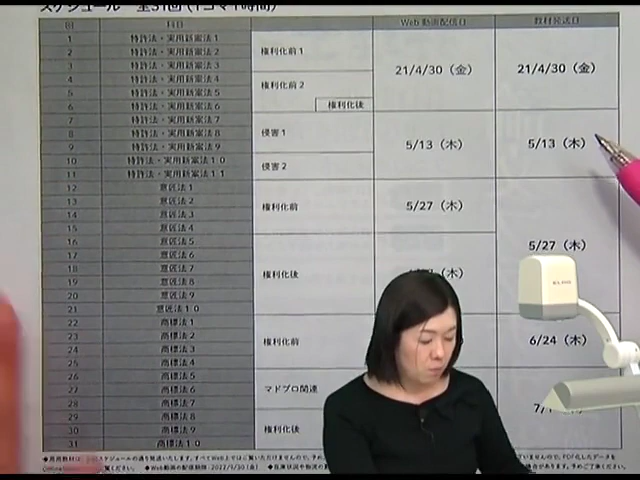 スケジュール 全31回（1コマ1時間）
回 科目 Web動画配信日 教材発送日
1 特許法・実用新案法1 権利化前1 21/4/30（金） 21/4/30（金）
2 特許法・実用新案法2
3 特許法・実用新案法3
4 特許法・実用新案法4 権利化前2
5 特許法・実用新案法5
6 特許法・実用新案法6 権利化後
7 特許法・実用新案法7 侵害1 5/13（木） 5/13（木）
8 特許法・実用新案法8
9 特許法・実用新案法9
10 特許法・実用新案法10 侵害2
11 特許法・実用新案法11
12 意匠法1 権利化前 5/27（木） 5/27（木）
13 意匠法2
14 意匠法3
15 意匠法4
16 意匠法5 権利化後 （木）
17 意匠法6
18 意匠法7
19 意匠法8
20 意匠法9
21 意匠法10
22 商標法1 権利化前 6/24（木）
23 商標法2
24 商標法3
25 商標法4
26 商標法5 マドプロ関連
27 商標法6
28 商標法7 7/
29 商標法8 権利化後
30 商標法9
31 商標法10
ELMO